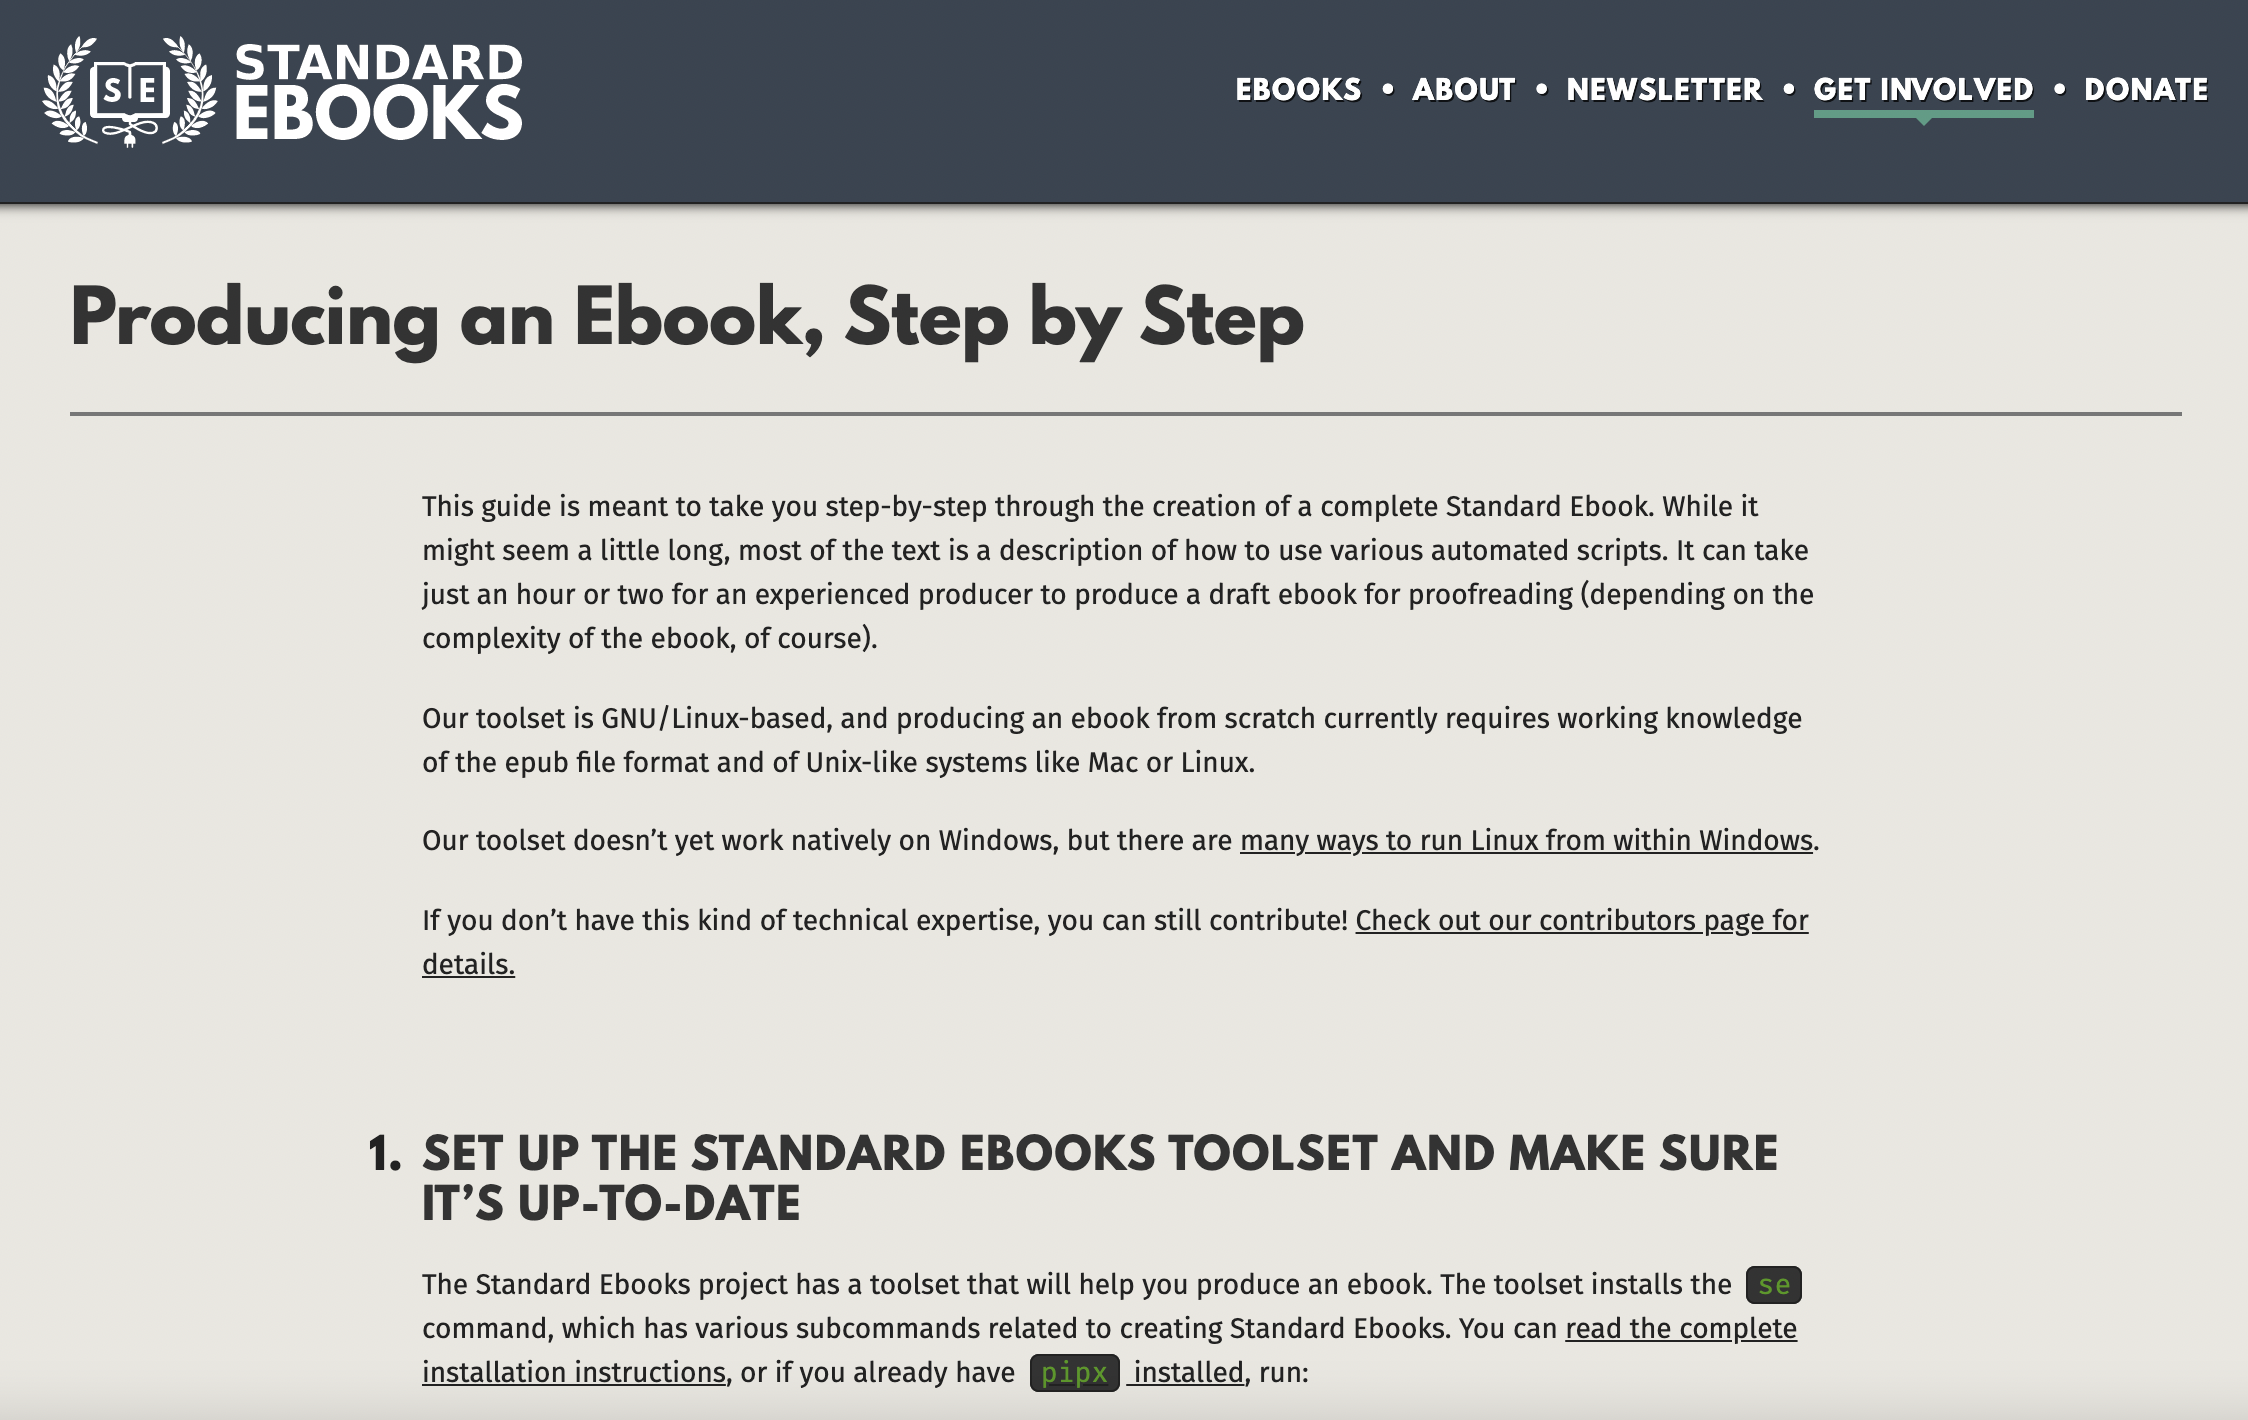 S E
STANDARD
EBOOKS
EBOOKS • ABOUT • NEWSLETTER • GET INVOLVED • DONATE
Producing an Ebook, Step by Step
This guide is meant to take you step-by-step through the creation of a complete Standard Ebook. While it
might seem a little long, most of the text is a description of how to use various automated scripts. It can take
just an hour or two for an experienced producer to produce a draft ebook for proofreading (depending on the
complexity of the ebook, of course).
Our toolset is GNU/Linux-based, and producing an ebook from scratch currently requires working knowledge
of the epub file format and of Unix-like systems like Mac or Linux.
Our toolset doesn’t yet work natively on Windows, but there are many ways to run Linux from within Windows.
If you don’t have this kind of technical expertise, you can still contribute! Check out our contributors page for
details.
1. SET UP THE STANDARD EBOOKS TOOLSET AND MAKE SURE
IT’S UP-TO-DATE
The Standard Ebooks project has a toolset that will help you produce an ebook. The toolset installs the se
command, which has various subcommands related to creating Standard Ebooks. You can read the complete
installation instructions, or if you already have pipx installed, run: